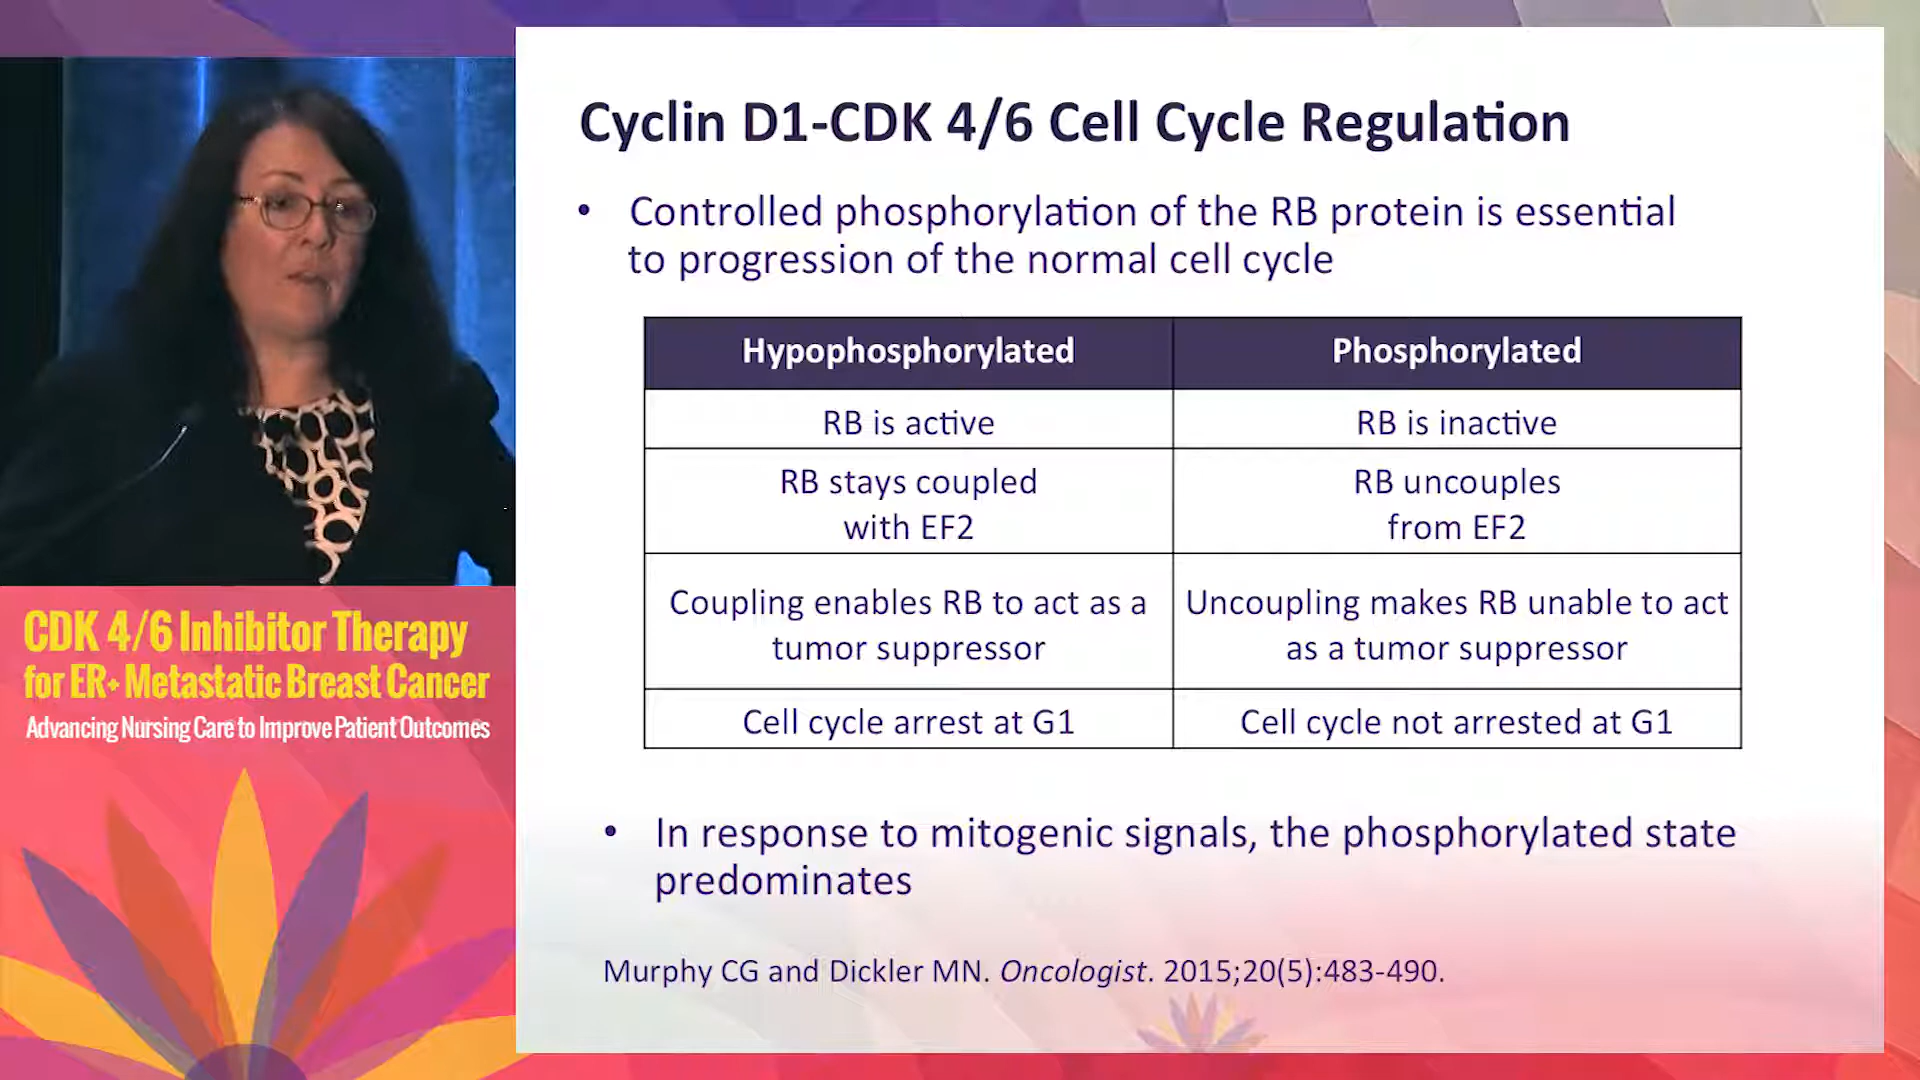 Cyclin D1-CDK 4/6 Cell Cycle Regulation
• Controlled phosphorylation of the RB protein is essential
to progression of the normal cell cycle
Hypophosphorylated Phosphorylated
RB is active RB is inactive
RB stays coupled
with EF2
RB uncouples
from EF2
Coupling enables RB to act as a
tumor suppressor
Uncoupling makes RB unable to act
as a tumor suppressor
Cell cycle arrest at G1 Cell cycle not arrested at G1
• In response to mitogenic signals, the phosphorylated state
predominates
Murphy CG and Dickler MN. Oncologist. 2015;20(5):483-490.
CDK 4/6 Inhibitor Therapy
for ER+ Metastatic Breast Cancer
Advancing Nursing Care to Improve Patient Outcomes